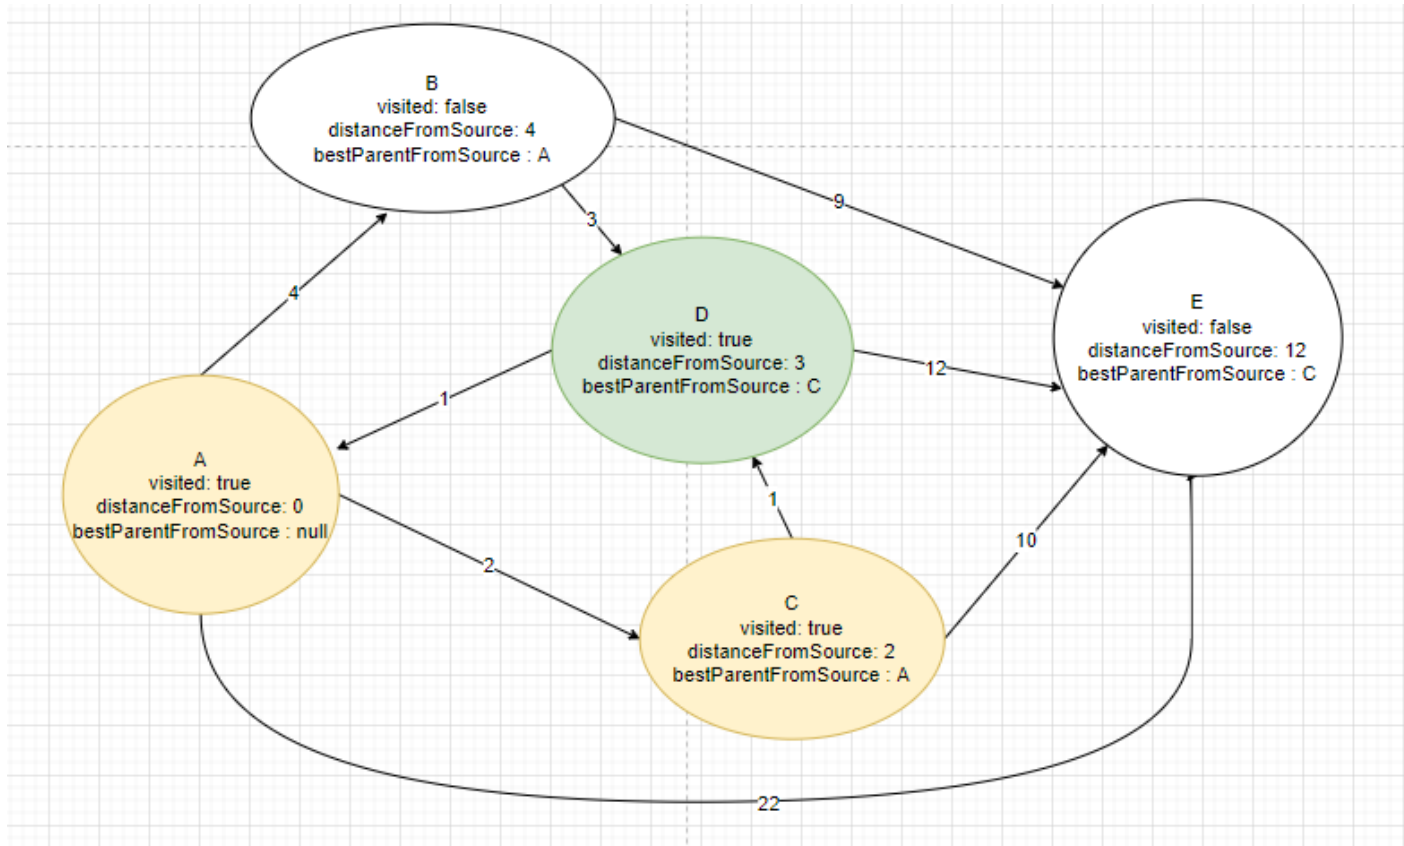 B
visited: false
distanceFromSource: 4
bestParentFromSource : A
9
3
4
D
visited: true
distanceFromSource: 3
bestParentFromSource : C
E
visited: false
distanceFromSource: 12
bestParentFromSource : C
12
1
A
visited: true
distanceFromSource: 0
bestParentFromSource : null
1
2
10
C
visited: true
distanceFromSource: 2
bestParentFromSource : A
22